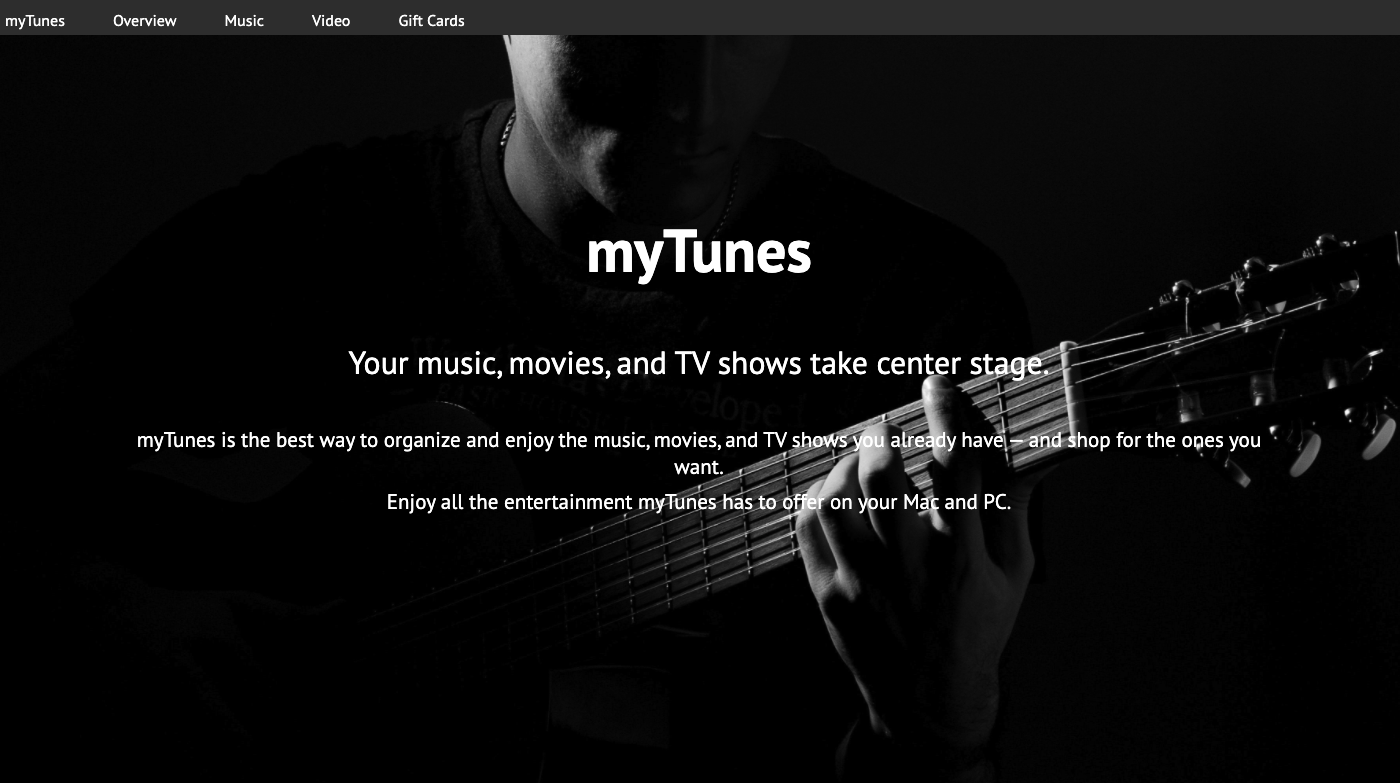 myTunes Overview Music Video Gift Cards
myTunes
Your music, movies, and TV shows take center stage.
myTunes is the best way to organize and enjoy the music, movies, and TV shows you already have — and shop for the ones you
want.
Enjoy all the entertainment myTunes has to offer on your Mac and PC.